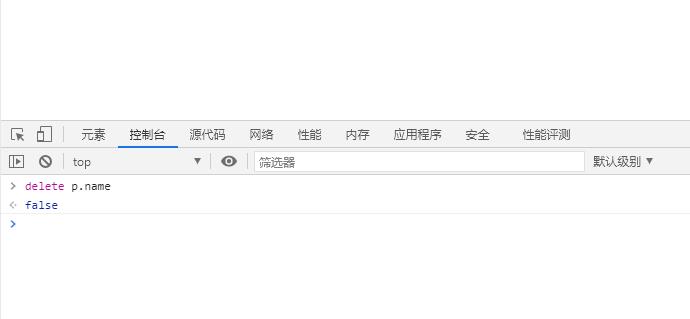 元素 控制台 源代码 网络 性能 内存 应用程序 安全 性能评测
top 筛选器 默认级别
delete p.name
false